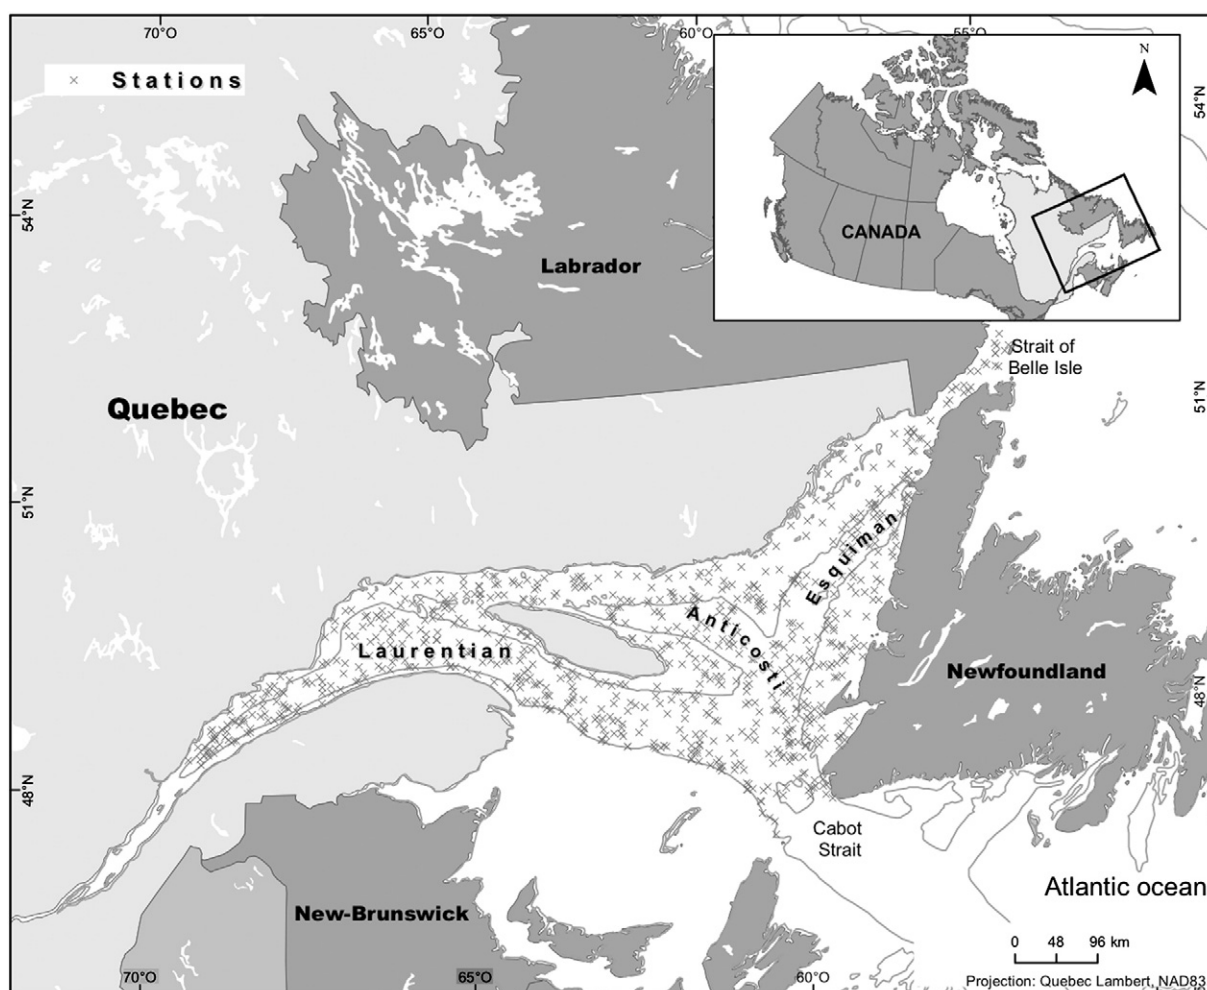 70°O
65°O
60°O
55°O
× Stations
N
54°N
CANADA
54°N
Labrador
Strait of
Belle Isle
51°N
Quebec
51°N
Esquiman
Anticosti
Laurentian
Newfoundland
48°N
48°N
Cabot
Strait
Atlantic ocean
New-Brunswick
0 48 96 km
70°O
65°O
60°O
Projection: Quebec Lambert, NAD83